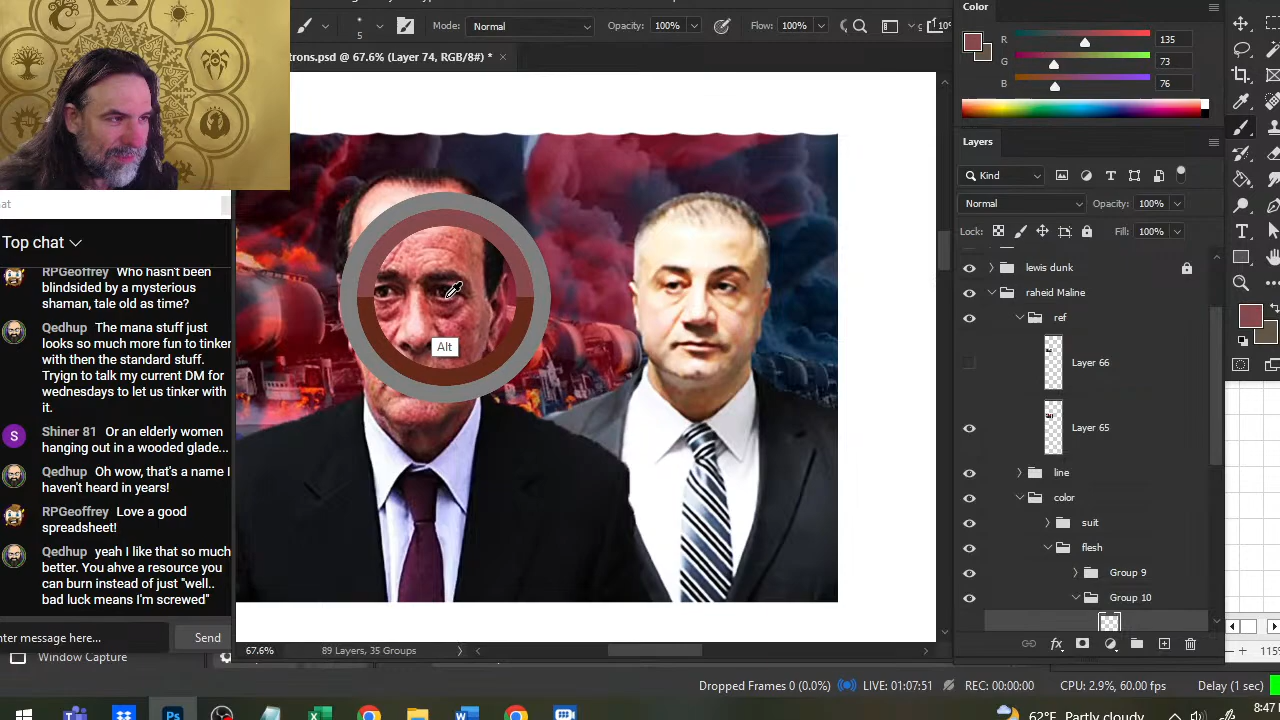 5
Mode:
Normal
Opacity:
100%
Flow:
100%
trons.psd @ 67.6% (Layer 74, RGB/8#) *
Color
R
135
G
73
B
76
at
Top chat
RPGeoffrey Who hasn't been
blindsided by a mysterious
shaman, tale old as time?
Qedhup The mana stuff just
looks so much more fun to tinker
with then the standard stuff.
Tryign to talk my current DM for
wednesdays to let us tinker with
it.
S
Shiner 81 Or an elderly women
hanging out in a wooded glade...
Qedhup Oh wow, that's a name I
haven't heard in years!
RPGeoffrey Love a good
spreadsheet!
Qedhup yeah I like that so much
better. You ahve a resource you
can burn instead of just "well..
bad luck means I'm screwed"
nter message here...
Send
Window Capture
Alt
67.6%
89 Layers, 35 Groups
Layers
Kind
Normal
Opacity:
100%
Lock:
Fill:
100%
lewis dunk
raheid Maline
ref
Layer 66
Layer 65
line
color
suit
flesh
Group 9
Group 10
115%
Dropped Frames 0 (0.0%)
LIVE: 01:07:51
REC: 00:00:00
CPU: 2.9%, 60.00 fps
Delay (1 sec)
62°F Partly cloudy
8:47